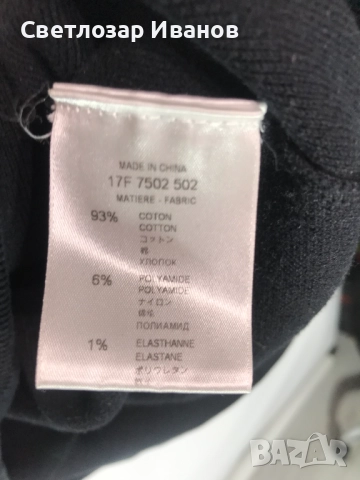 Светлозар Иванов
MADE IN CHINA
17F 7502 502
MATIERE - FABRIC
93% COTON
COTTON
コットン
棉
ХЛОПОК
6% POLYAMIDE
POLYAMIDE
ナイロン
ПОЛИАМИД
1% ELASTHANNE
ELASTANE
ポリウレタン
BAZAR